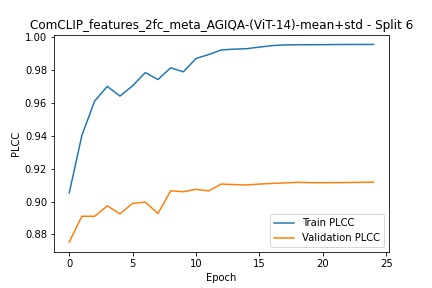 ComCLIP_features_2fc_meta_AGIQA-(ViT-14)-mean+std - Split 6
1.00
0.98
0.96
0.94
0.92
0.90
0.88
PLCC
Train PLCC
Validation PLCC
0 5 10 15 20 25
Epoch